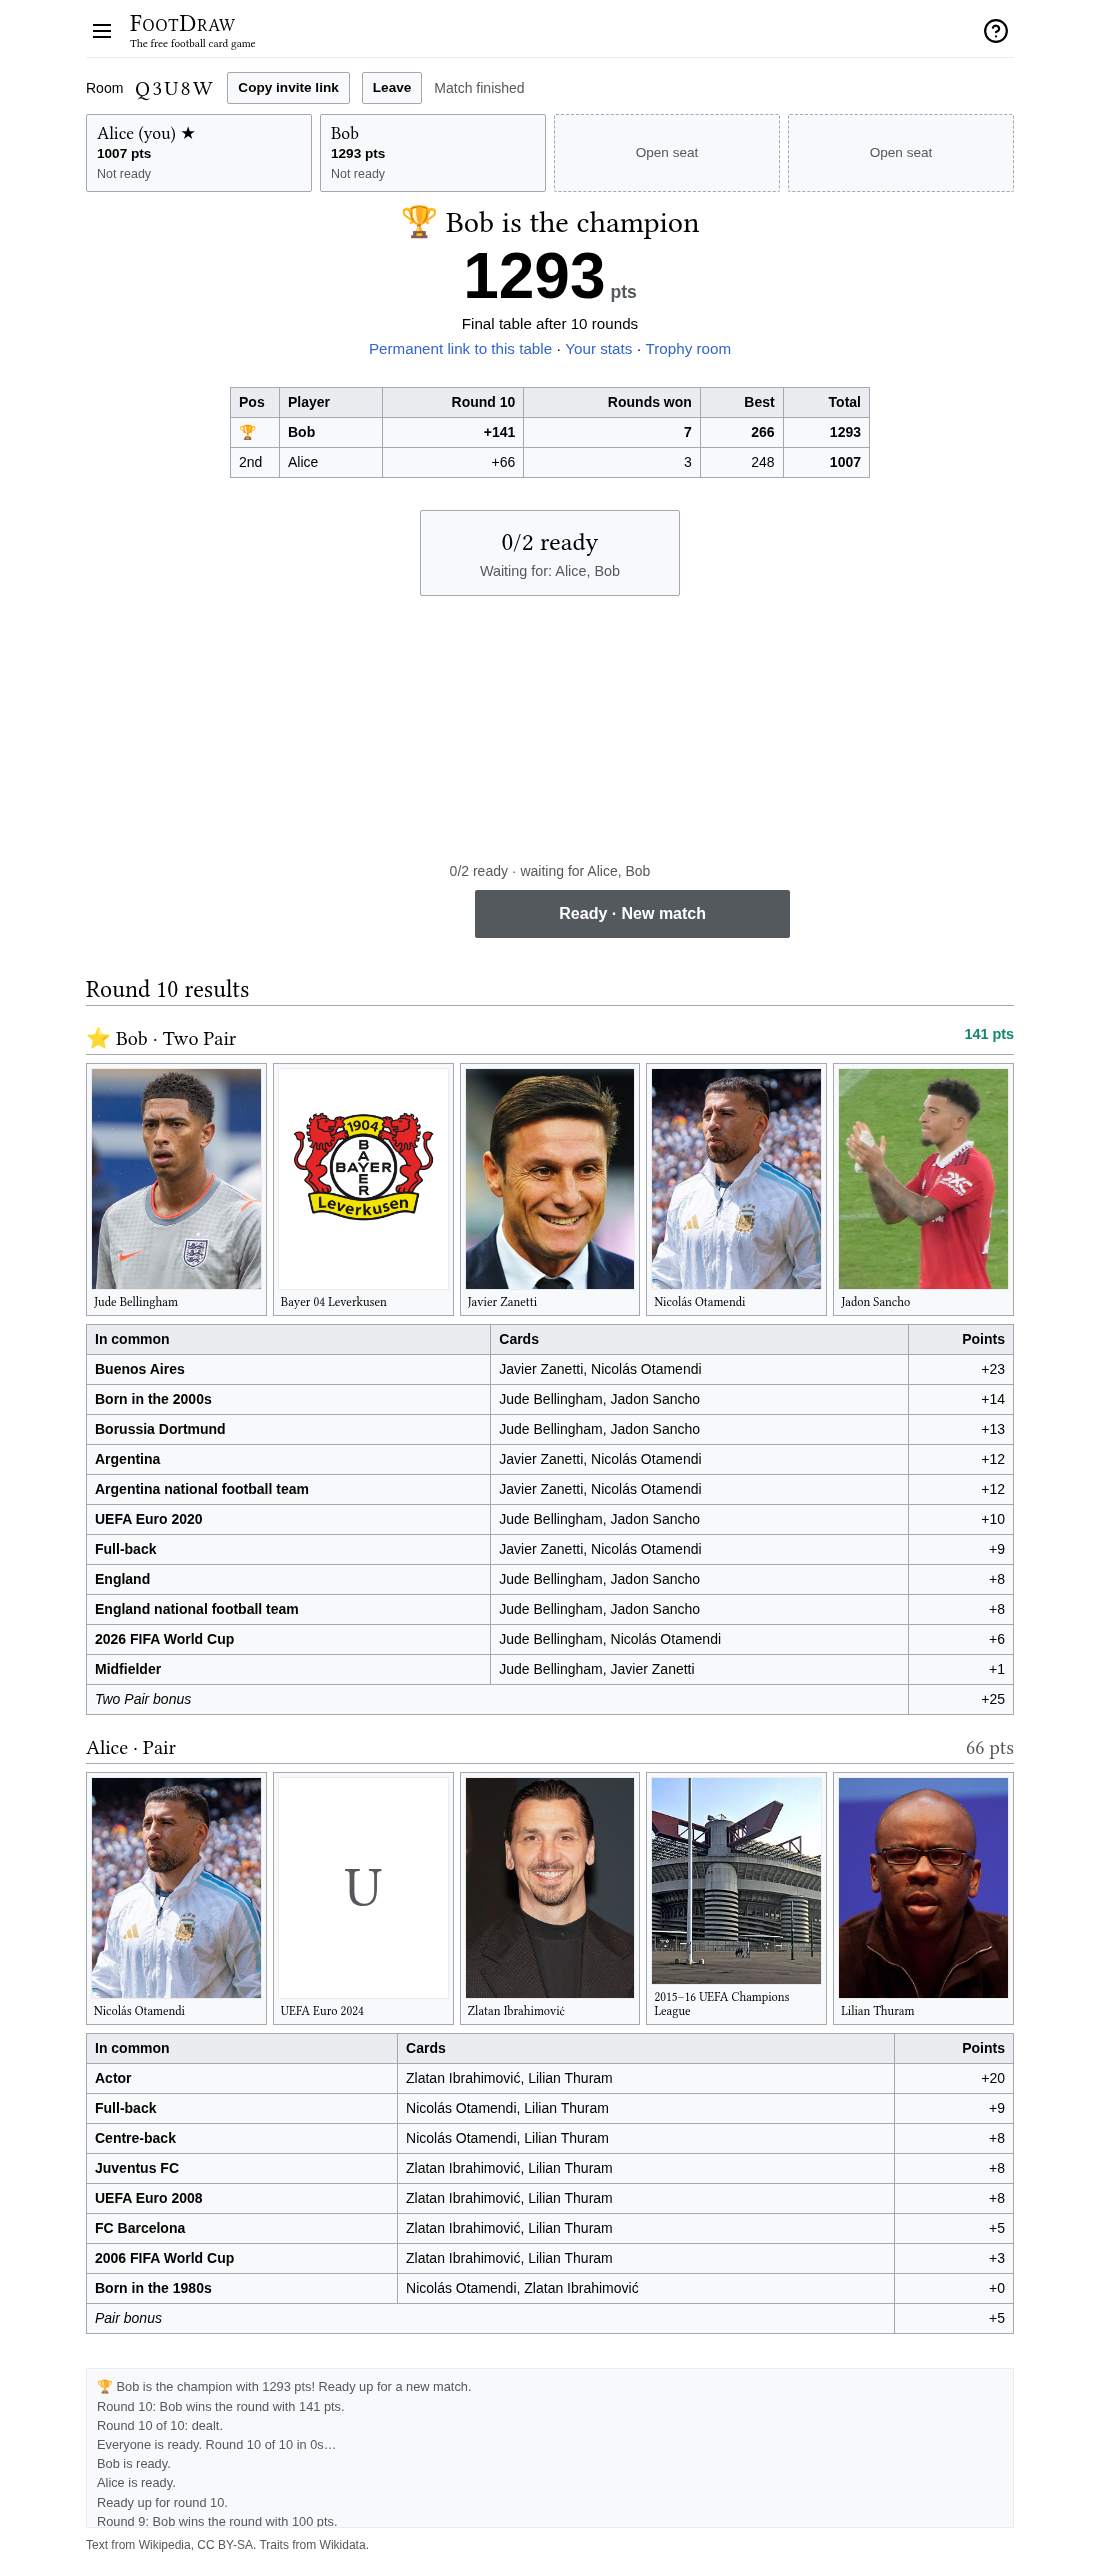 FootDraw
The free football card game
Room Q3U8W Copy invite link Leave Match finished
Alice (you) ★
1007 pts
Not ready
Bob
1293 pts
Not ready
Open seat
Open seat
🏆 Bob is the champion
1293 pts
Final table after 10 rounds
Permanent link to this table · Your stats · Trophy room
Pos Player Round 10 Rounds won Best Total
🏆 Bob +141 7 266 1293
2nd Alice +66 3 248 1007
0/2 ready
Waiting for: Alice, Bob
0/2 ready · waiting for Alice, Bob
Ready · New match
Round 10 results
⭐ Bob · Two Pair 141 pts
1904
BAYER
BAYER
Leverkusen
Jude Bellingham
Bayer 04 Leverkusen
Javier Zanetti
Nicolás Otamendi
Jadon Sancho
In common Cards Points
Buenos Aires Javier Zanetti, Nicolás Otamendi +23
Born in the 2000s Jude Bellingham, Jadon Sancho +14
Borussia Dortmund Jude Bellingham, Jadon Sancho +13
Argentina Javier Zanetti, Nicolás Otamendi +12
Argentina national football team Javier Zanetti, Nicolás Otamendi +12
UEFA Euro 2020 Jude Bellingham, Jadon Sancho +10
Full-back Javier Zanetti, Nicolás Otamendi +9
England Jude Bellingham, Jadon Sancho +8
England national football team Jude Bellingham, Jadon Sancho +8
2026 FIFA World Cup Jude Bellingham, Nicolás Otamendi +6
Midfielder Jude Bellingham, Javier Zanetti +1
Two Pair bonus +25
Alice · Pair 66 pts
U
Nicolás Otamendi
UEFA Euro 2024
Zlatan Ibrahimović
2015–16 UEFA Champions
League
Lilian Thuram
In common Cards Points
Actor Zlatan Ibrahimović, Lilian Thuram +20
Full-back Nicolás Otamendi, Lilian Thuram +9
Centre-back Nicolás Otamendi, Lilian Thuram +8
Juventus FC Zlatan Ibrahimović, Lilian Thuram +8
UEFA Euro 2008 Zlatan Ibrahimović, Lilian Thuram +8
FC Barcelona Zlatan Ibrahimović, Lilian Thuram +5
2006 FIFA World Cup Zlatan Ibrahimović, Lilian Thuram +3
Born in the 1980s Nicolás Otamendi, Zlatan Ibrahimović +0
Pair bonus +5
🏆 Bob is the champion with 1293 pts! Ready up for a new match.
Round 10: Bob wins the round with 141 pts.
Round 10 of 10: dealt.
Everyone is ready. Round 10 of 10 in 0s…
Bob is ready.
Alice is ready.
Ready up for round 10.
Round 9: Bob wins the round with 100 pts.
Text from Wikipedia, CC BY-SA. Traits from Wikidata.